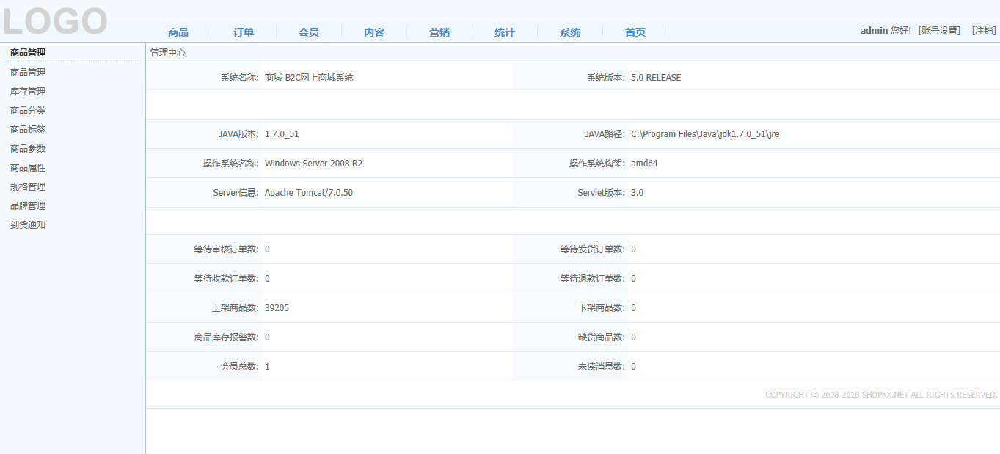 LOGO
商品 订单 会员 内容 营销 统计 系统 首页
admin 您好! [账号设置] [注销]
商品管理
商品管理
库存管理
商品分类
商品标签
商品参数
商品属性
规格管理
品牌管理
到货通知
管理中心
系统名称: 商城 B2C网上商城系统 系统版本: 5.0 RELEASE
JAVA版本: 1.7.0_51 JAVA路径: C:\Program Files\Java\jdk1.7.0_51\jre
操作系统名称: Windows Server 2008 R2 操作系统构架: amd64
Server信息: Apache Tomcat/7.0.50 Servlet版本: 3.0
等待审核订单数: 0 等待发货订单数: 0
等待收款订单数: 0 等待退款订单数: 0
上架商品数: 39205 下架商品数: 0
商品库存报警数: 0 缺货商品数: 0
会员总数: 1 未读消息数: 0
COPYRIGHT © 2008-2018 SHOPXX.NET ALL RIGHTS RESERVED.